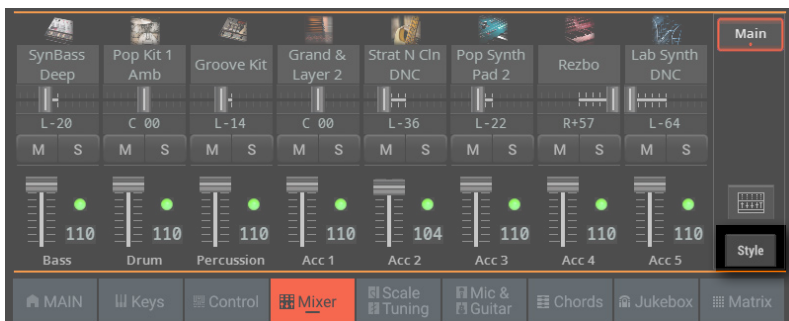 SynBass Deep
Pop Kit 1 Amb
Groove Kit
Grand & Layer 2
Strat N Cln DNC
Pop Synth Pad 2
Rezbo
Lab Synth DNC
Main
L-20 C 00 L-14 C 00 L-36 L-22 R+57 L-64
M S M S M S M S M S M S M S M S
110 110 110 110 104 110 110 110
Bass Drum Percussion Acc 1 Acc 2 Acc 3 Acc 4 Acc 5
Style
MAIN
Keys
Control
Mixer
Scale
Tuning
Mic &
Guitar
Chords
Jukebox
Matrix